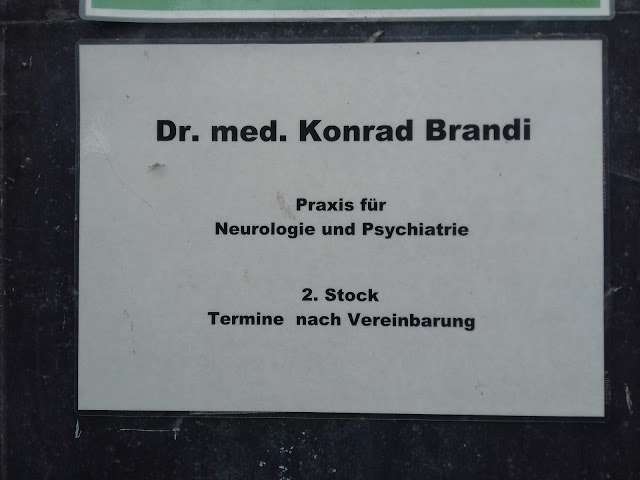 Dr. med. Konrad Brandi
Praxis für
Neurologie und Psychiatrie
2. Stock
Termine nach Vereinbarung